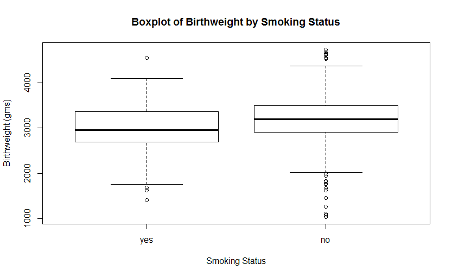 Boxplot of Birthweight by Smoking Status
Birthweight (gms)
4000
3000
2000
1000
yes no
Smoking Status